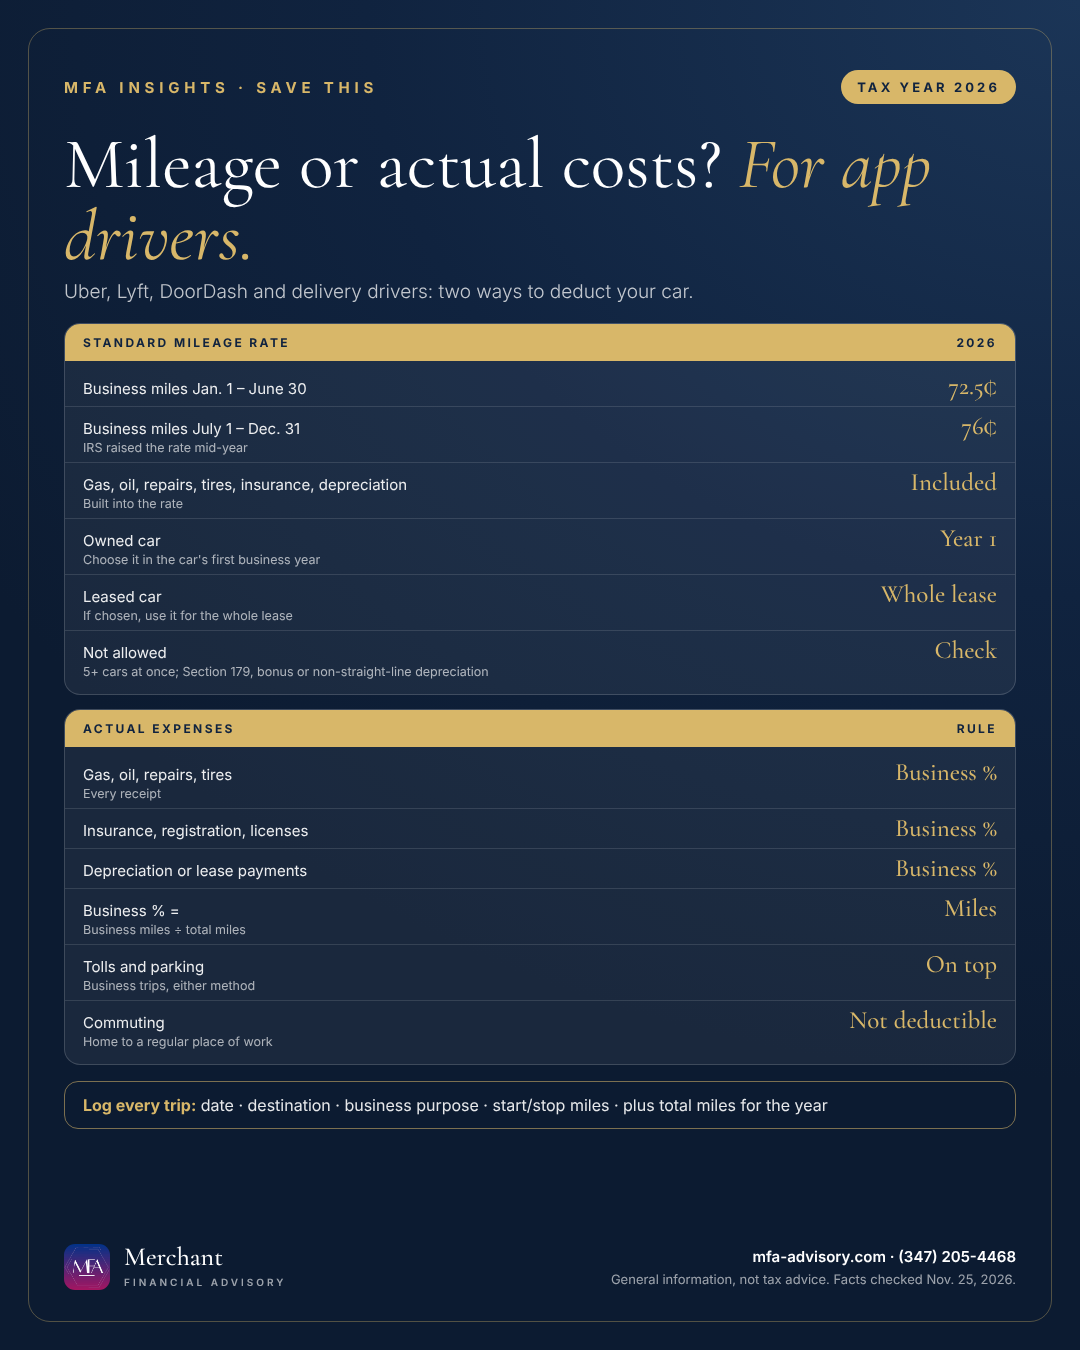 MFA INSIGHTS · SAVE THIS
TAX YEAR 2026
Mileage or actual costs? For app
drivers.
Uber, Lyft, DoorDash and delivery drivers: two ways to deduct your car.
STANDARD MILEAGE RATE 2026
Business miles Jan. 1 – June 30 72.5¢
Business miles July 1 – Dec. 31 76¢
IRS raised the rate mid-year
Gas, oil, repairs, tires, insurance, depreciation Included
Built into the rate
Owned car Year 1
Choose it in the car's first business year
Leased car Whole lease
If chosen, use it for the whole lease
Not allowed Check
5+ cars at once; Section 179, bonus or non-straight-line depreciation
ACTUAL EXPENSES RULE
Gas, oil, repairs, tires Business %
Every receipt
Insurance, registration, licenses Business %
Depreciation or lease payments Business %
Business % = Miles
Business miles ÷ total miles
Tolls and parking On top
Business trips, either method
Commuting Not deductible
Home to a regular place of work
Log every trip: date · destination · business purpose · start/stop miles · plus total miles for the year
MFA
Merchant
FINANCIAL ADVISORY
mfa-advisory.com · (347) 205-4468
General information, not tax advice. Facts checked Nov. 25, 2026.